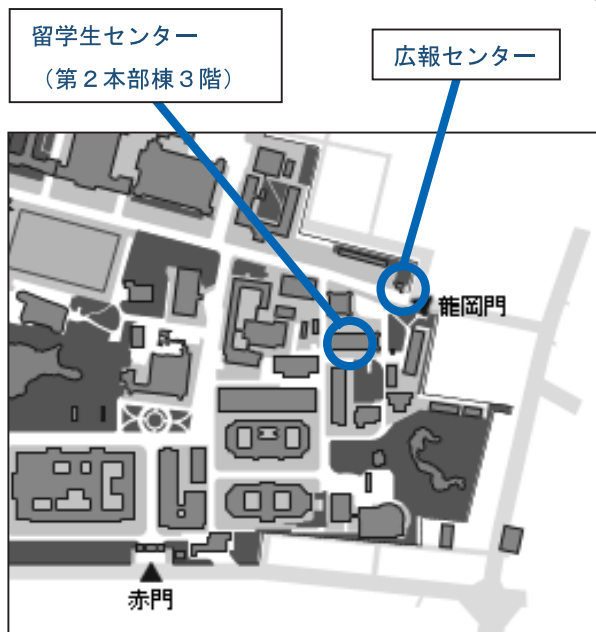 留学生センター
（第２本部棟３階）
広報センター
龍岡門
赤門